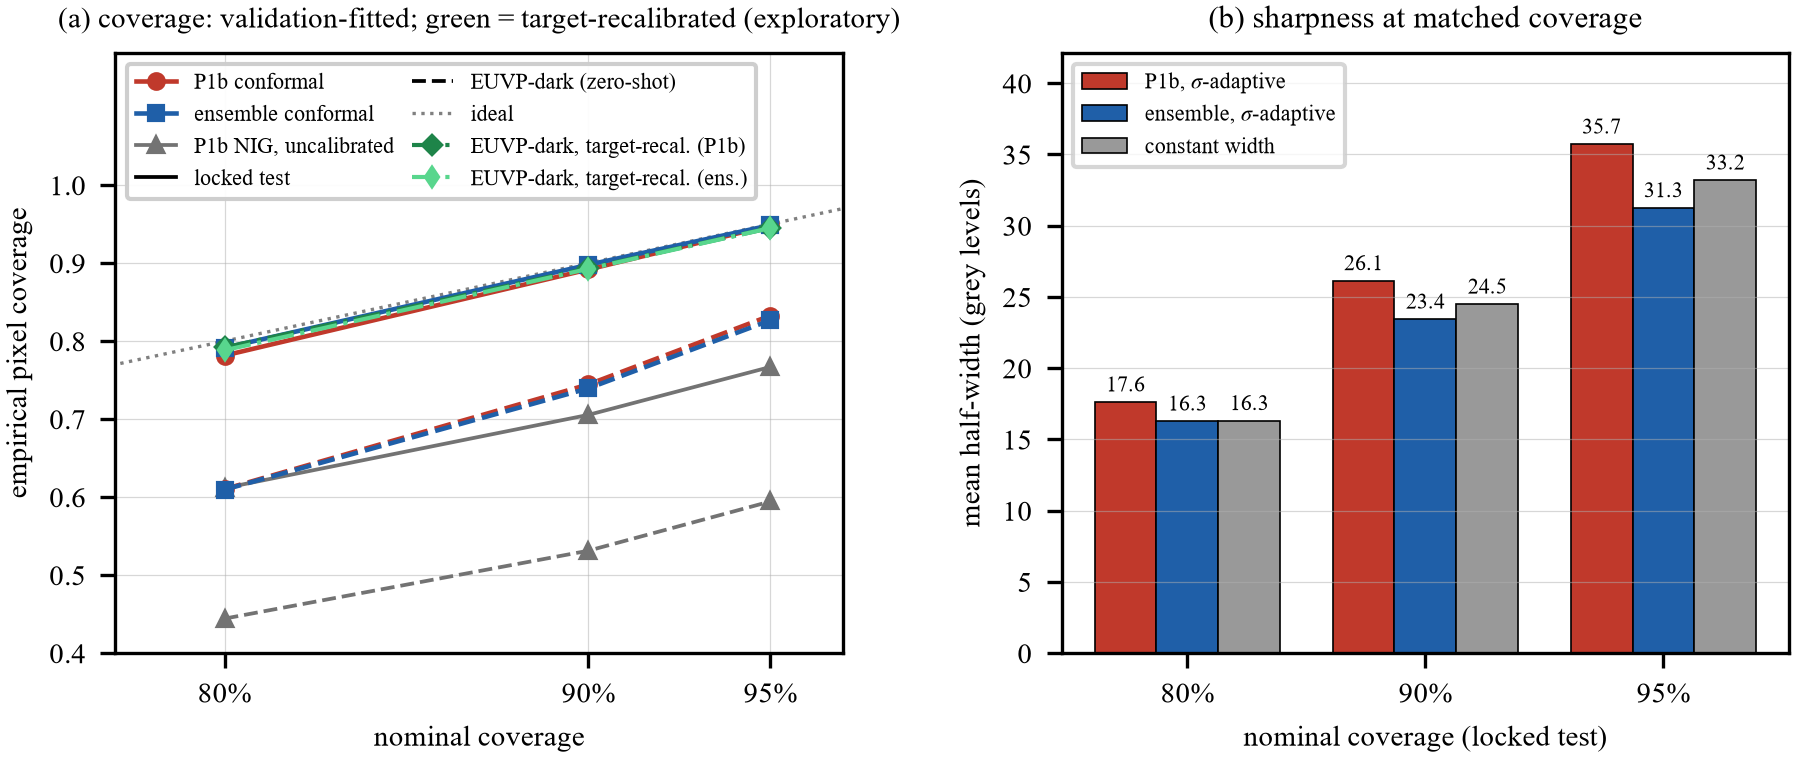 (a) coverage: validation-fitted; green = target-recalibrated (exploratory)
P1b conformal
ensemble conformal
P1b NIG, uncalibrated
locked test
EUVP-dark (zero-shot)
ideal
EUVP-dark, target-recal. (P1b)
EUVP-dark, target-recal. (ens.)
empirical pixel coverage
1.0
0.9
0.8
0.7
0.6
0.5
0.4
80%
90%
95%
nominal coverage
(b) sharpness at matched coverage
P1b, σ-adaptive
ensemble, σ-adaptive
constant width
mean half-width (grey levels)
40
35
30
25
20
15
10
5
0
17.6
16.3
16.3
26.1
23.4
24.5
35.7
31.3
33.2
80%
90%
95%
nominal coverage (locked test)